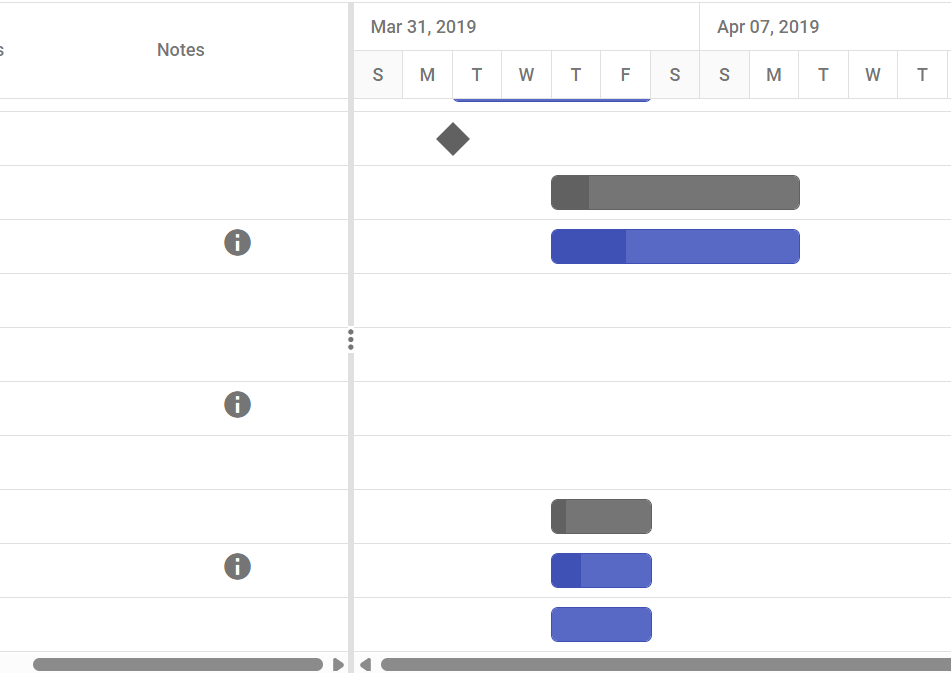 s
Notes
Mar 31, 2019
Apr 07, 2019
S M T W T F S S M T W T